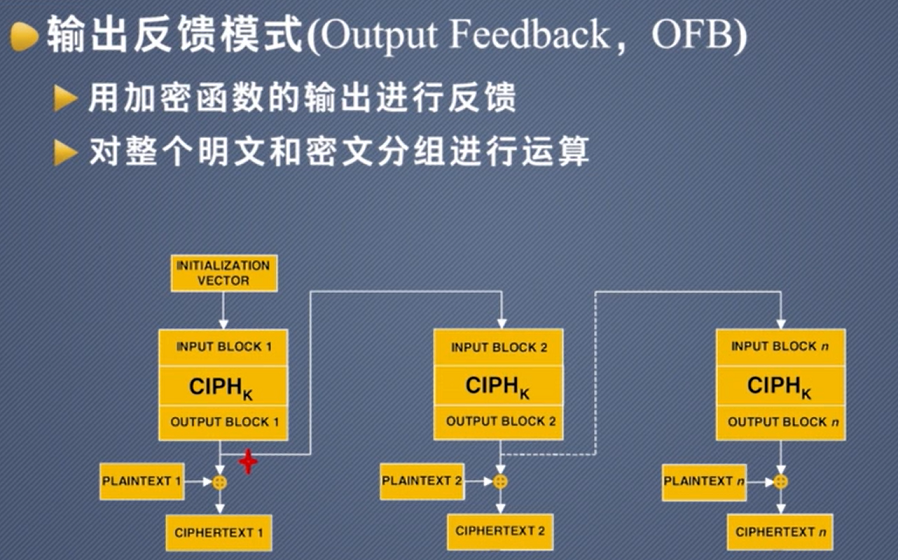 输出反馈模式(Output Feedback，OFB)
用加密函数的输出进行反馈
对整个明文和密文分组进行运算
INITIALIZATION
VECTOR
INPUT BLOCK 1
INPUT BLOCK 2
INPUT BLOCK n
CIPHK
CIPHK
CIPHK
OUTPUT BLOCK 1
OUTPUT BLOCK 2
OUTPUT BLOCK n
PLAINTEXT 1
PLAINTEXT 2
PLAINTEXT n
CIPHERTEXT 1
CIPHERTEXT 2
CIPHERTEXT n